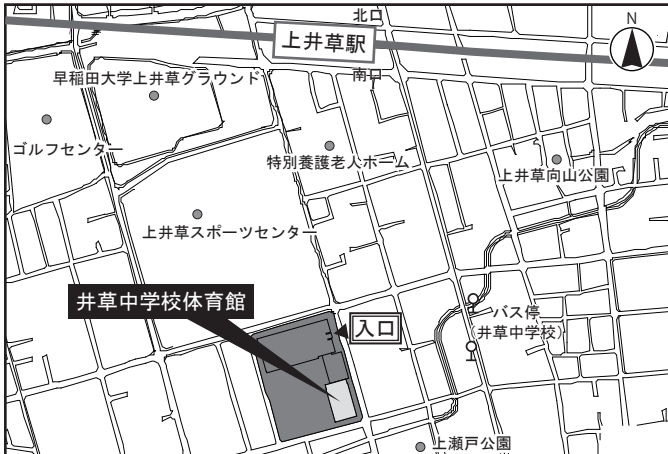 北口
上井草駅
N
早稲田大学上井草グラウンド
南口
ゴルフセンター
特別養護老人ホーム
上井草向山公園
上井草スポーツセンター
井草中学校体育館
入口
バス停
(井草中学校)
上瀬戸公園